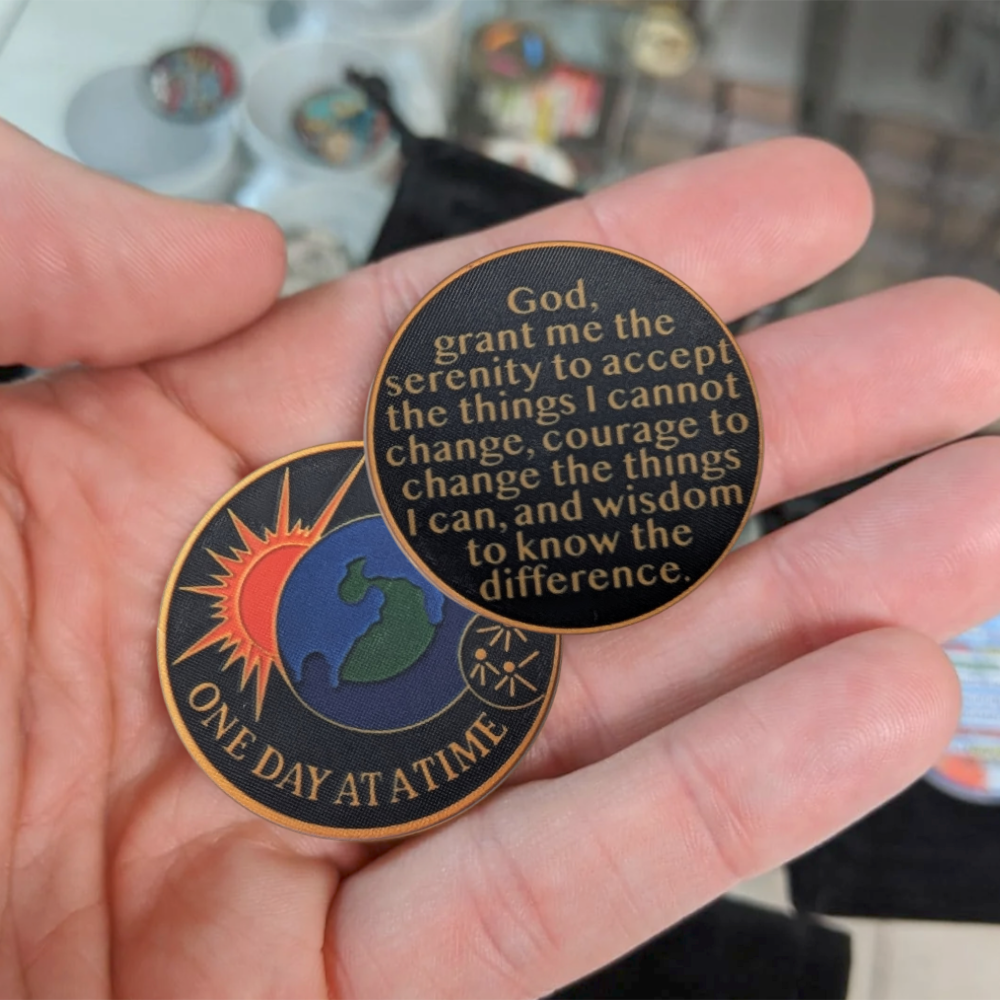 God,
grant me the
serenity to accept
the things I cannot
change, courage to
change the things
I can, and wisdom
to know the
difference.
ONE DAY AT A TIME